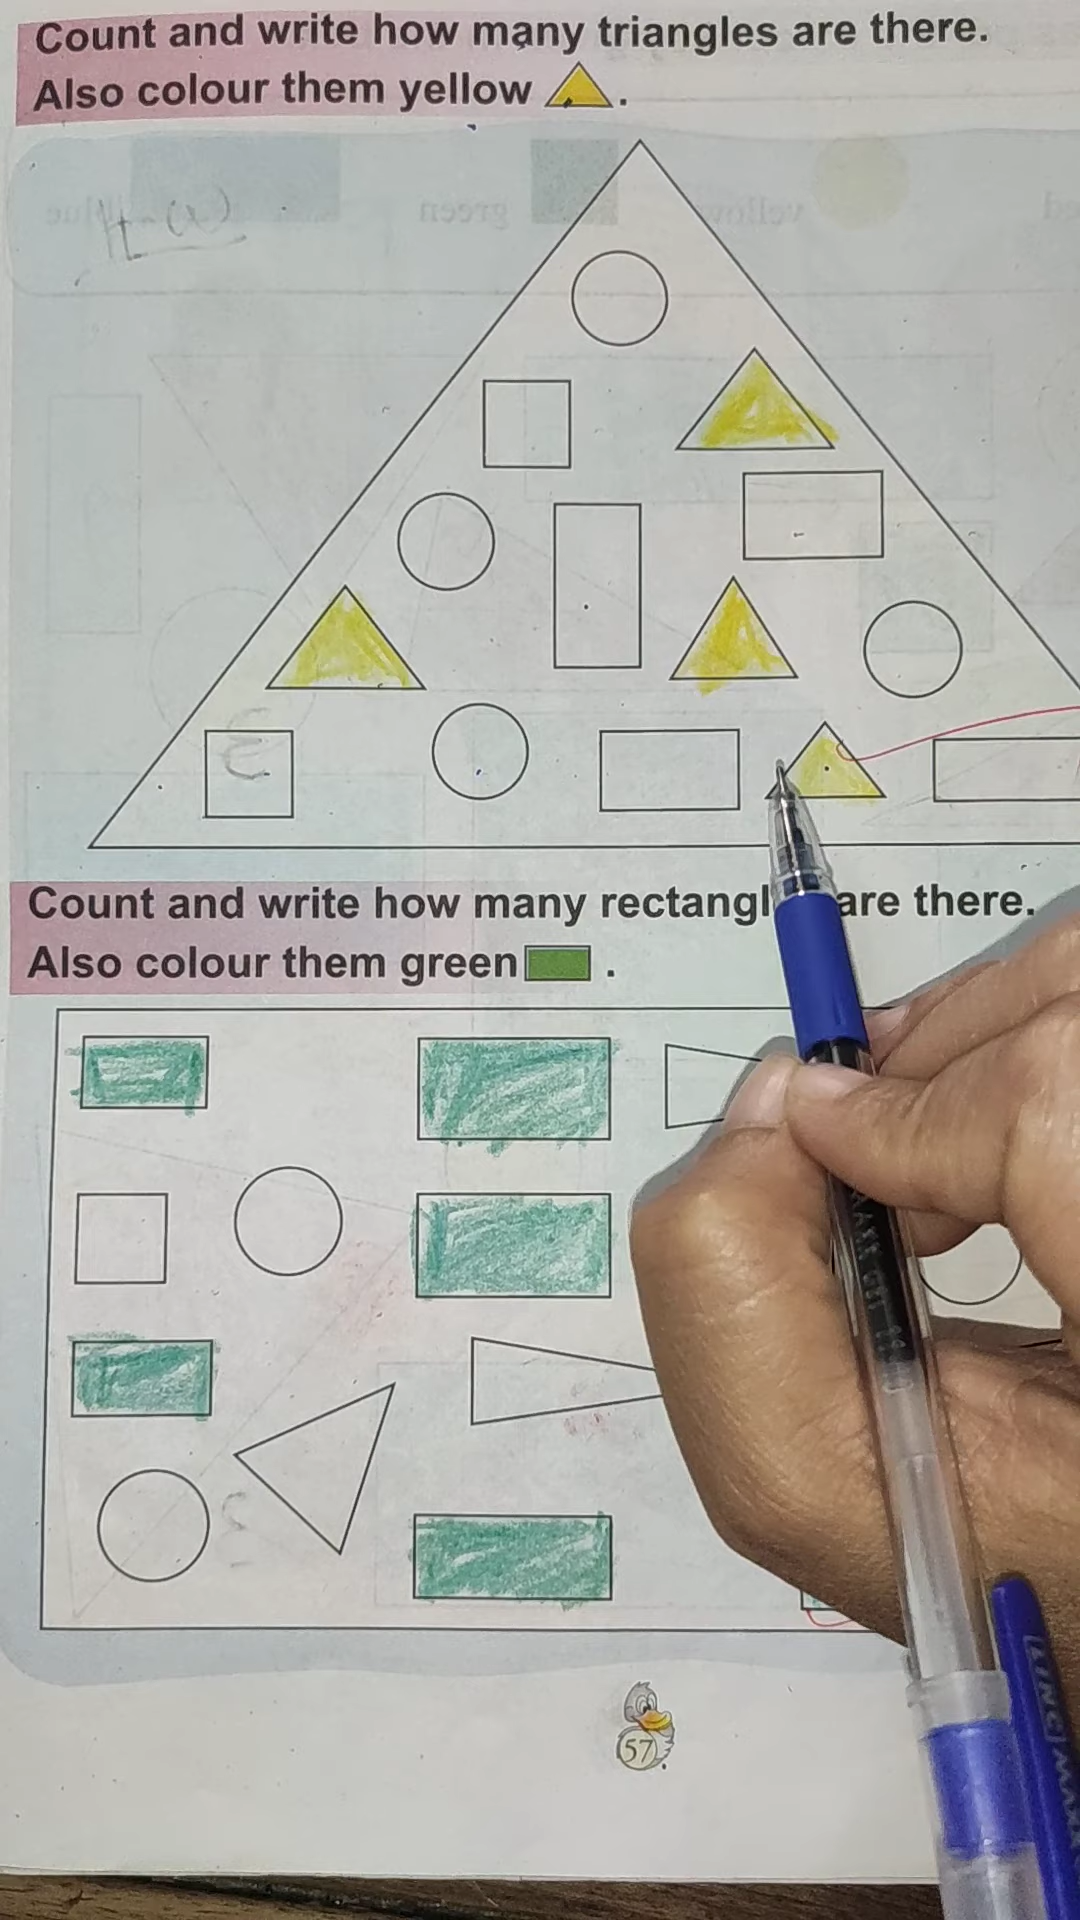 Count and write how many triangles are there.
Also colour them yellow .
H.W
Count and write how many rectangl are there.
Also colour them green .
57